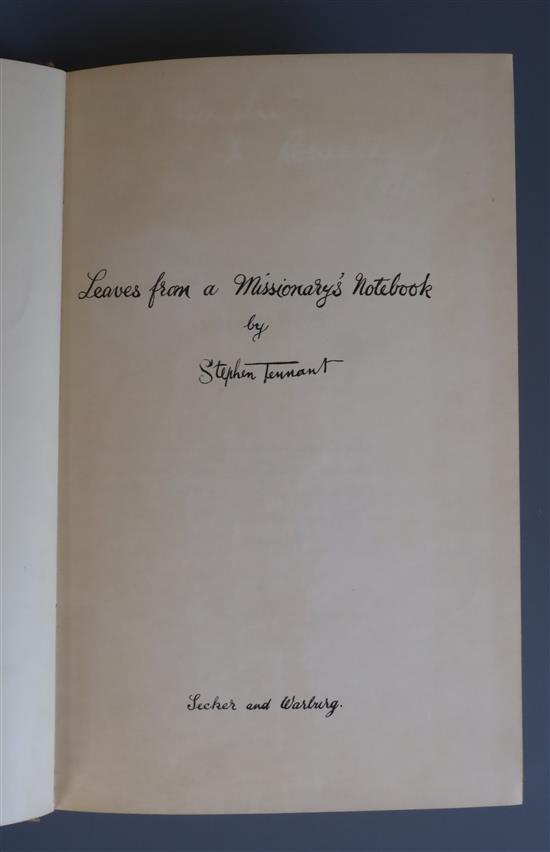 Leaves from a Missionary's Notebook
by
Stephen Tennant
Secker and Warburg.